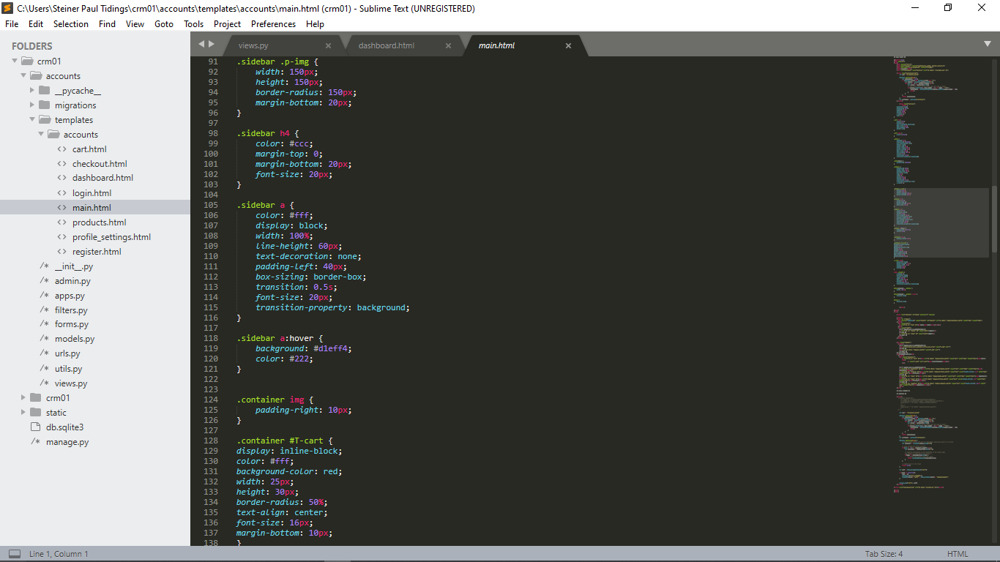 C:\Users\Steiner Paul Tidings\crm01\accounts\templates\accounts\main.html (crm01) - Sublime Text (UNREGISTERED)
File Edit Selection Find View Goto Tools Project Preferences Help
FOLDERS
crm01
accounts
__pycache__
migrations
templates
accounts
<> cart.html
<> checkout.html
<> dashboard.html
<> login.html
<> main.html
<> products.html
<> profile_settings.html
<> register.html
/* __init__.py
/* admin.py
/* apps.py
/* filters.py
/* forms.py
/* models.py
/* urls.py
/* utils.py
/* views.py
crm01
static
db.sqlite3
/* manage.py
views.py × dashboard.html × main.html ×
91 .sidebar .p-img {
92 width: 150px;
93 height: 150px;
94 border-radius: 150px;
95 margin-bottom: 20px;
96 }
97
98 .sidebar h4 {
99 color: #ccc;
100 margin-top: 0;
101 margin-bottom: 20px;
102 font-size: 20px;
103 }
104
105 .sidebar a {
106 color: #fff;
107 display: block;
108 width: 100%;
109 line-height: 60px;
110 text-decoration: none;
111 padding-left: 40px;
112 box-sizing: border-box;
113 transition: 0.5s;
114 font-size: 20px;
115 transition-property: background;
116 }
117
118 .sidebar a:hover {
119 background: #d1eff4;
120 color: #222;
121 }
122
123
124 .container img {
125 padding-right: 10px;
126 }
127
128 .container #T-cart {
129 display: inline-block;
130 color: #fff;
131 background-color: red;
132 width: 25px;
133 height: 30px;
134 border-radius: 50%;
135 text-align: center;
136 font-size: 16px;
137 margin-bottom: 10px;
138 }
Line 1, Column 1
Tab Size: 4
HTML